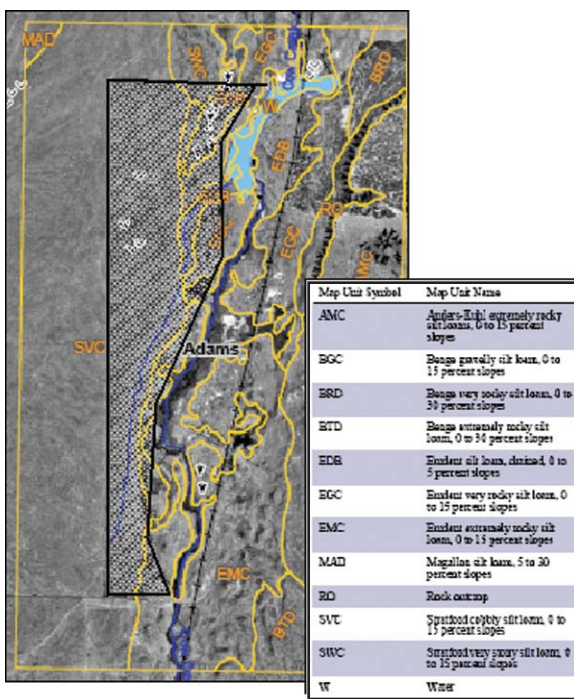 MAD
SWC
EGC
BRD
W
EDB
EGC
RO
SVC
Adams
EMC
BTD
Map Unit Symbol Map Unit Name
AMC Anders-Kuhl extremely rocky
silt loams, 0 to 15 percent
slopes
BGC Benge gravelly silt loam, 0 to
15 percent slopes
BRD Benge very rocky silt loam, 0 to
30 percent slopes
BTD Benge extremely rocky silt
loam, 0 to 30 percent slopes
EDB Emdent silt loam, drained, 0 to
5 percent slopes
EGC Emdent very rocky silt loam, 0
to 15 percent slopes
EMC Emdent extremely rocky silt
loam, 0 to 15 percent slopes
MAD Magallon silt loam, 5 to 30
percent slopes
RO Rock outcrop
SVC Stratford cobbly silt loam, 0 to
15 percent slopes
SWC Stratford very stony silt loam, 0
to 15 percent slopes
W Water